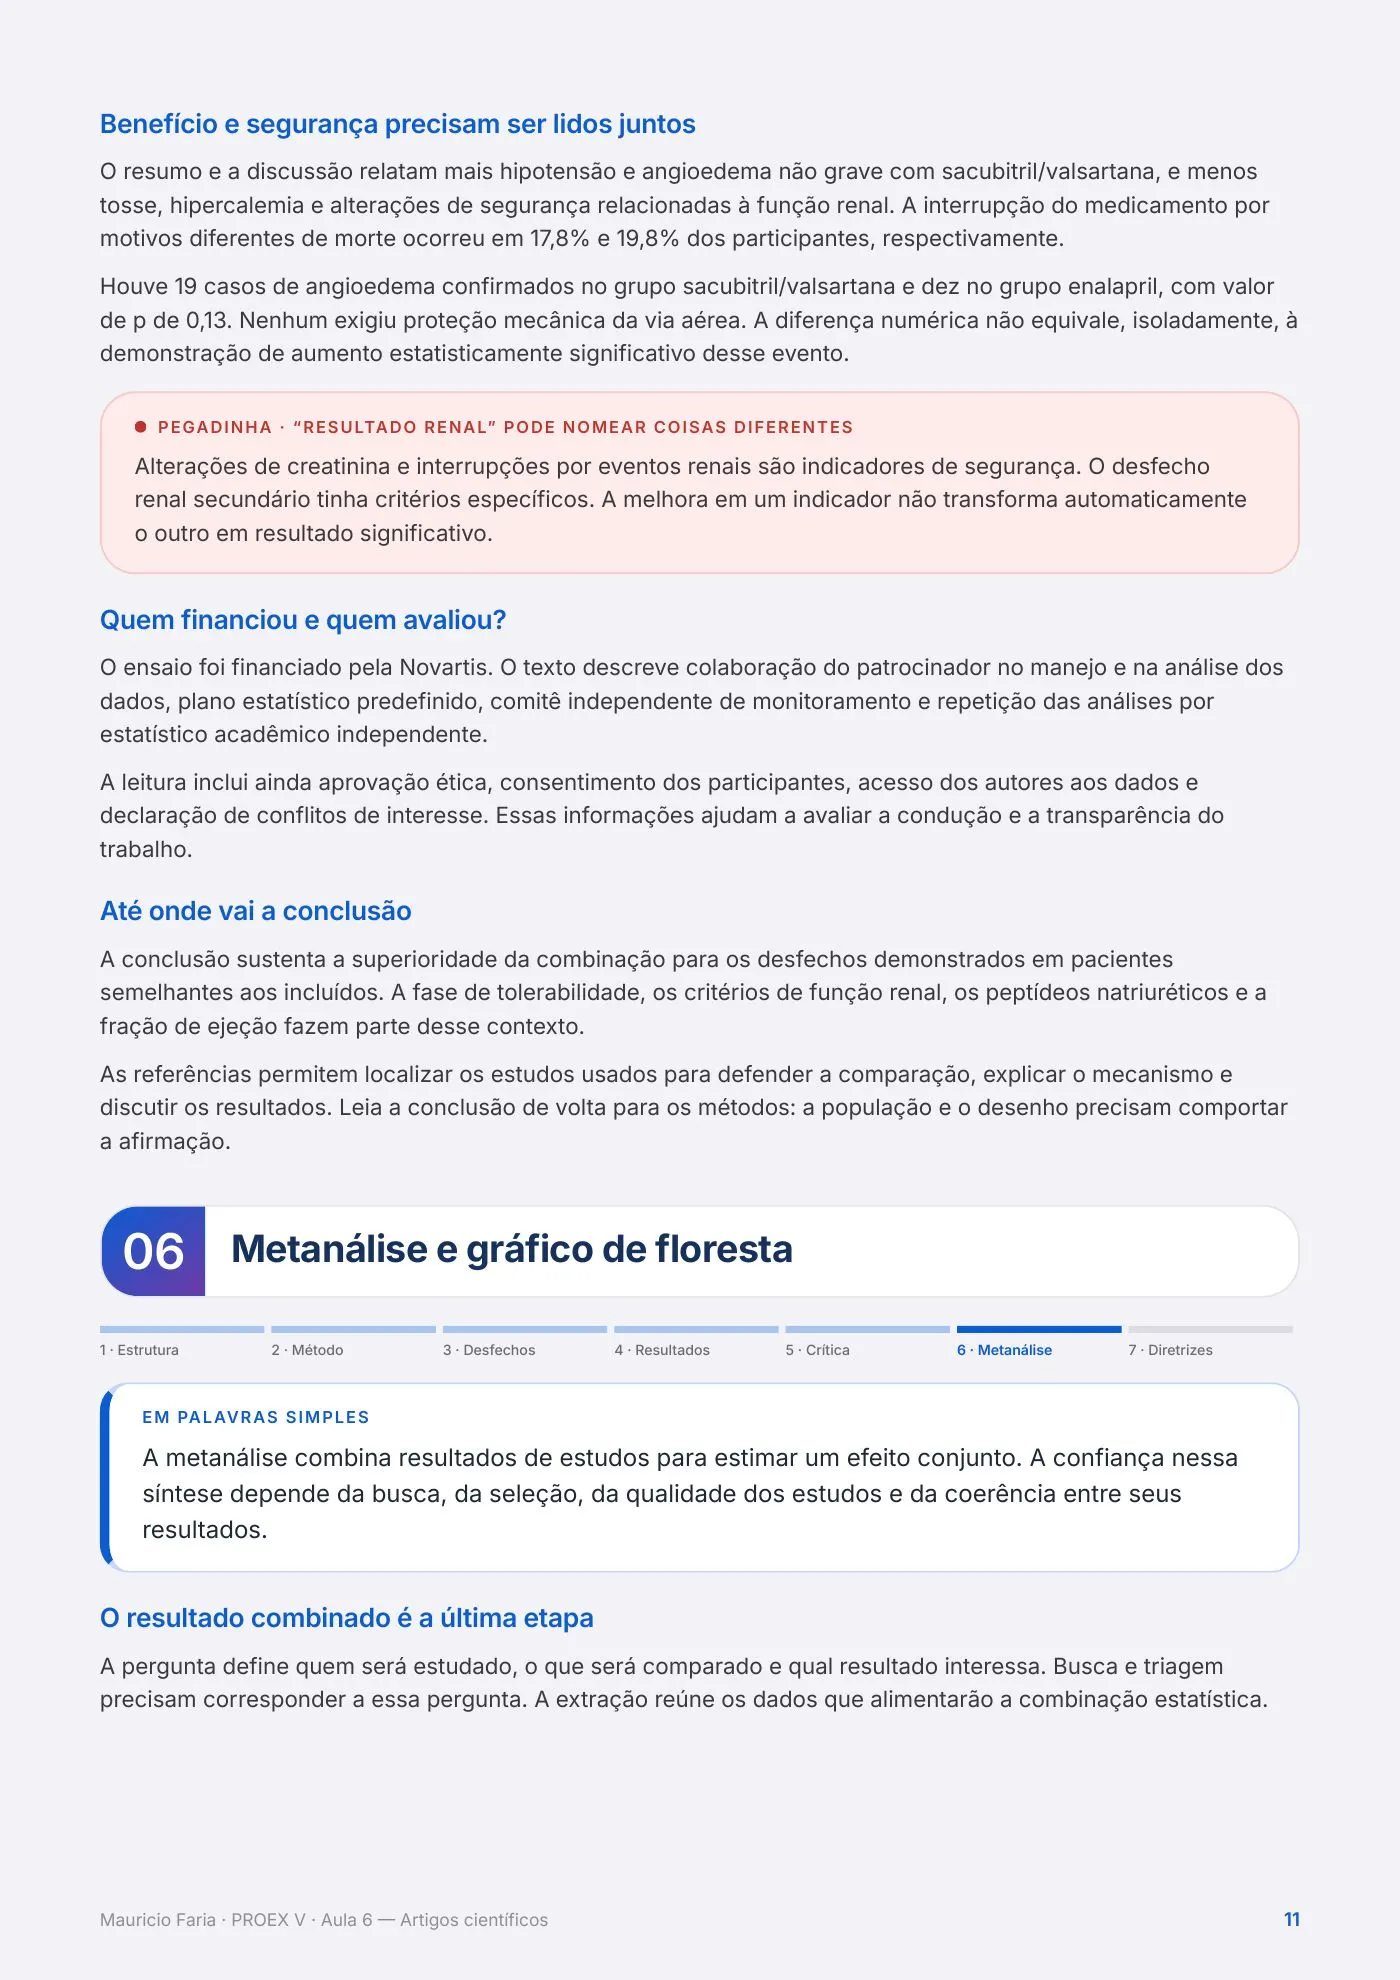 Benefício e segurança precisam ser lidos juntos
O resumo e a discussão relatam mais hipotensão e angioedema não grave com sacubitril/valsartana, e menos
tosse, hipercalemia e alterações de segurança relacionadas à função renal. A interrupção do medicamento por
motivos diferentes de morte ocorreu em 17,8% e 19,8% dos participantes, respectivamente.
Houve 19 casos de angioedema confirmados no grupo sacubitril/valsartana e dez no grupo enalapril, com valor
de p de 0,13. Nenhum exigiu proteção mecânica da via aérea. A diferença numérica não equivale, isoladamente, à
demonstração de aumento estatisticamente significativo desse evento.
PEGADINHA · “RESULTADO RENAL” PODE NOMEAR COISAS DIFERENTES
Alterações de creatinina e interrupções por eventos renais são indicadores de segurança. O desfecho
renal secundário tinha critérios específicos. A melhora em um indicador não transforma automaticamente
o outro em resultado significativo.
Quem financiou e quem avaliou?
O ensaio foi financiado pela Novartis. O texto descreve colaboração do patrocinador no manejo e na análise dos
dados, plano estatístico predefinido, comitê independente de monitoramento e repetição das análises por
estatístico acadêmico independente.
A leitura inclui ainda aprovação ética, consentimento dos participantes, acesso dos autores aos dados e
declaração de conflitos de interesse. Essas informações ajudam a avaliar a condução e a transparência do
trabalho.
Até onde vai a conclusão
A conclusão sustenta a superioridade da combinação para os desfechos demonstrados em pacientes
semelhantes aos incluídos. A fase de tolerabilidade, os critérios de função renal, os peptídeos natriuréticos e a
fração de ejeção fazem parte desse contexto.
As referências permitem localizar os estudos usados para defender a comparação, explicar o mecanismo e
discutir os resultados. Leia a conclusão de volta para os métodos: a população e o desenho precisam comportar
a afirmação.
06 Metanálise e gráfico de floresta
1 · Estrutura 2 · Método 3 · Desfechos 4 · Resultados 5 · Crítica 6 · Metanálise 7 · Diretrizes
EM PALAVRAS SIMPLES
A metanálise combina resultados de estudos para estimar um efeito conjunto. A confiança nessa
síntese depende da busca, da seleção, da qualidade dos estudos e da coerência entre seus
resultados.
O resultado combinado é a última etapa
A pergunta define quem será estudado, o que será comparado e qual resultado interessa. Busca e triagem
precisam corresponder a essa pergunta. A extração reúne os dados que alimentarão a combinação estatística.
Mauricio Faria · PROEX V · Aula 6 — Artigos científicos 11